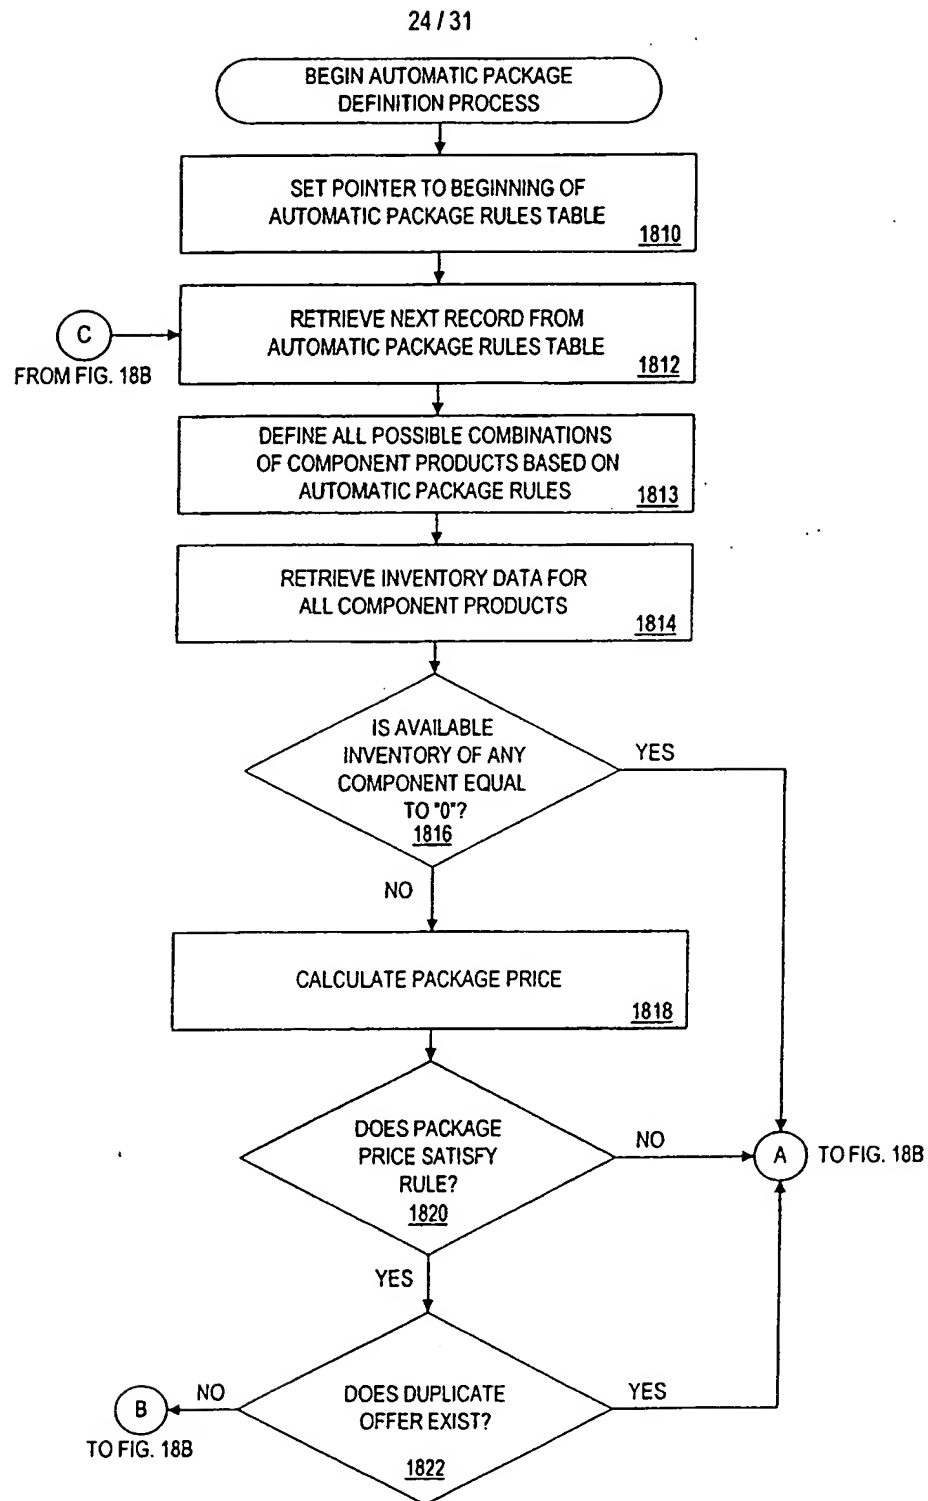 24 / 31
BEGIN AUTOMATIC PACKAGE
DEFINITION PROCESS
SET POINTER TO BEGINNING OF
AUTOMATIC PACKAGE RULES TABLE
1810
C
FROM FIG. 18B
RETRIEVE NEXT RECORD FROM
AUTOMATIC PACKAGE RULES TABLE
1812
DEFINE ALL POSSIBLE COMBINATIONS
OF COMPONENT PRODUCTS BASED ON
AUTOMATIC PACKAGE RULES
1813
RETRIEVE INVENTORY DATA FOR
ALL COMPONENT PRODUCTS
1814
IS AVAILABLE
INVENTORY OF ANY
COMPONENT EQUAL
TO "0"?
1816
YES
NO
CALCULATE PACKAGE PRICE
1818
DOES PACKAGE
PRICE SATISFY
RULE?
1820
NO
A
TO FIG. 18B
YES
DOES DUPLICATE
OFFER EXIST?
1822
YES
NO
B
TO FIG. 18B